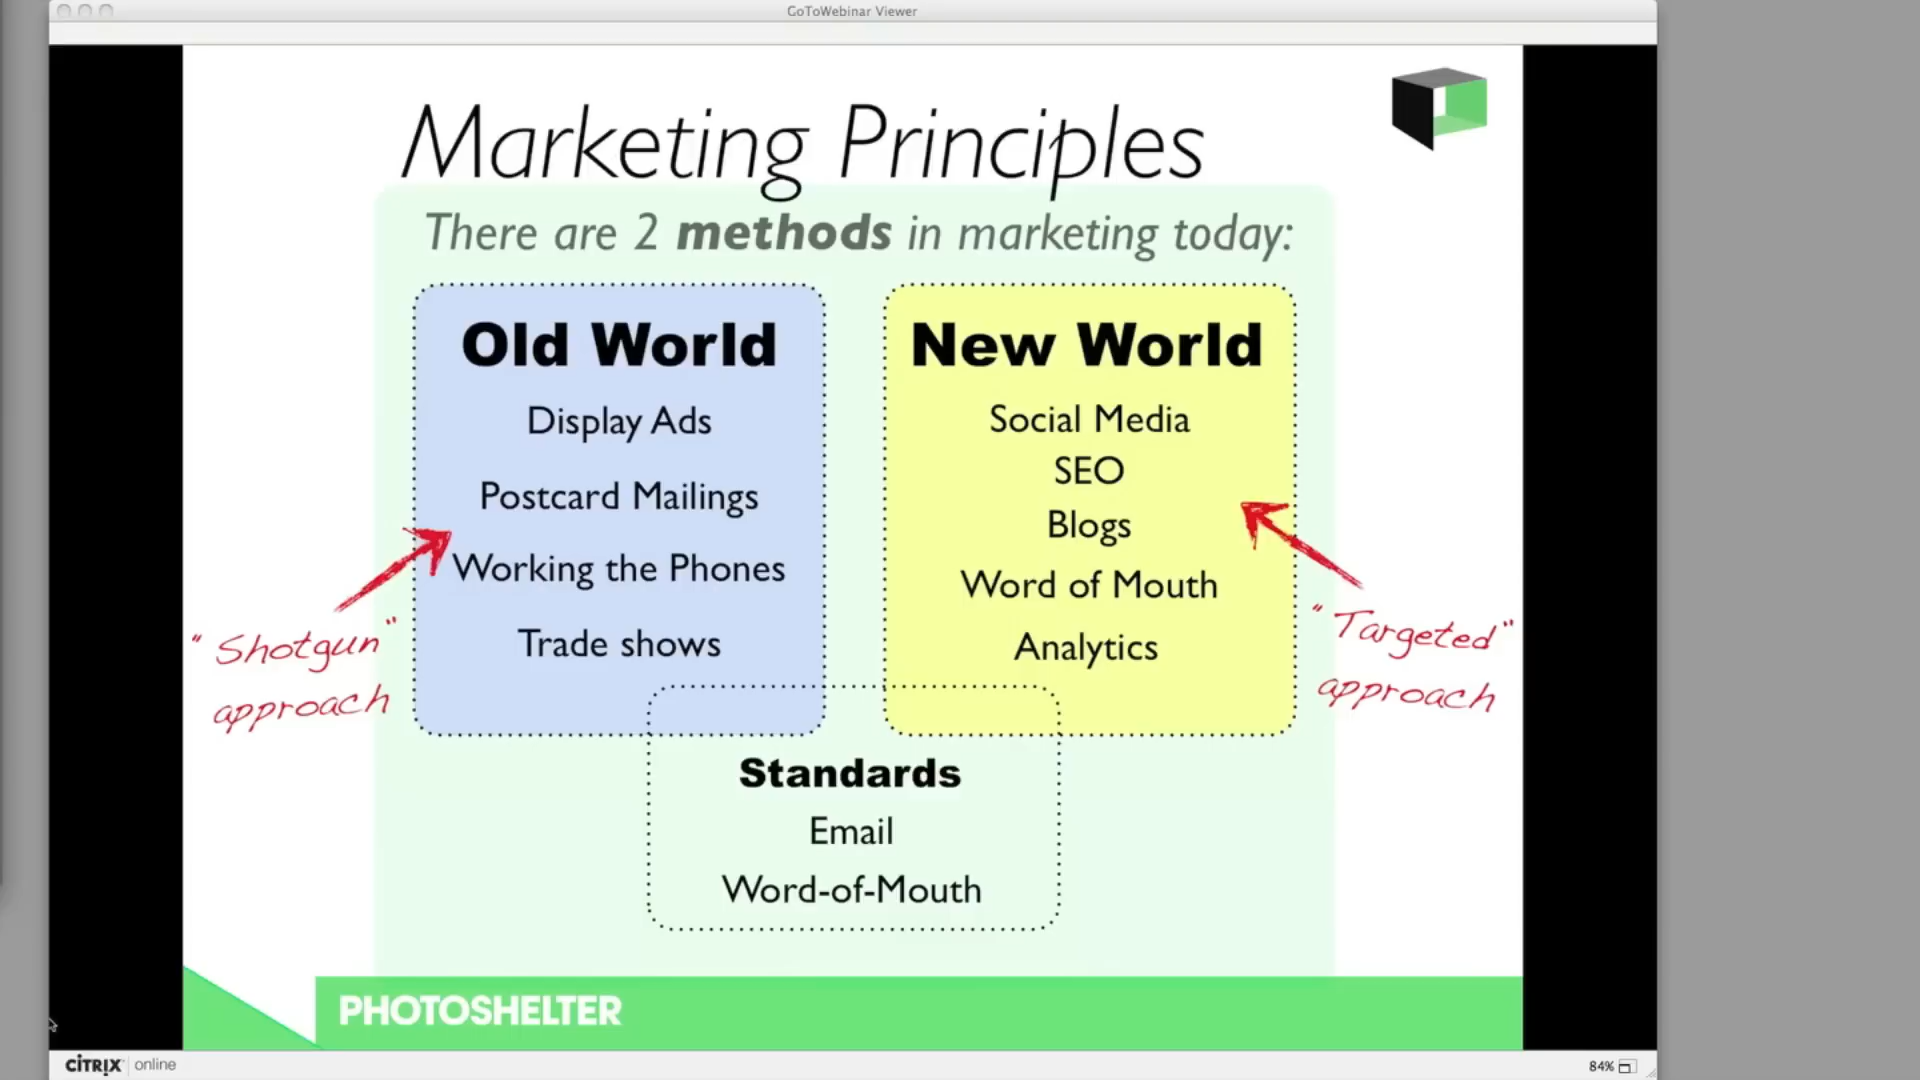 GoToWebinar Viewer
Marketing Principles
There are 2 methods in marketing today:
Old World
Display Ads
Postcard Mailings
Working the Phones
Trade shows
New World
Social Media
SEO
Blogs
Word of Mouth
Analytics
"Shotgun"
approach
"Targeted"
approach
Standards
Email
Word-of-Mouth
PHOTOSHELTER
CiTRIX online
84%